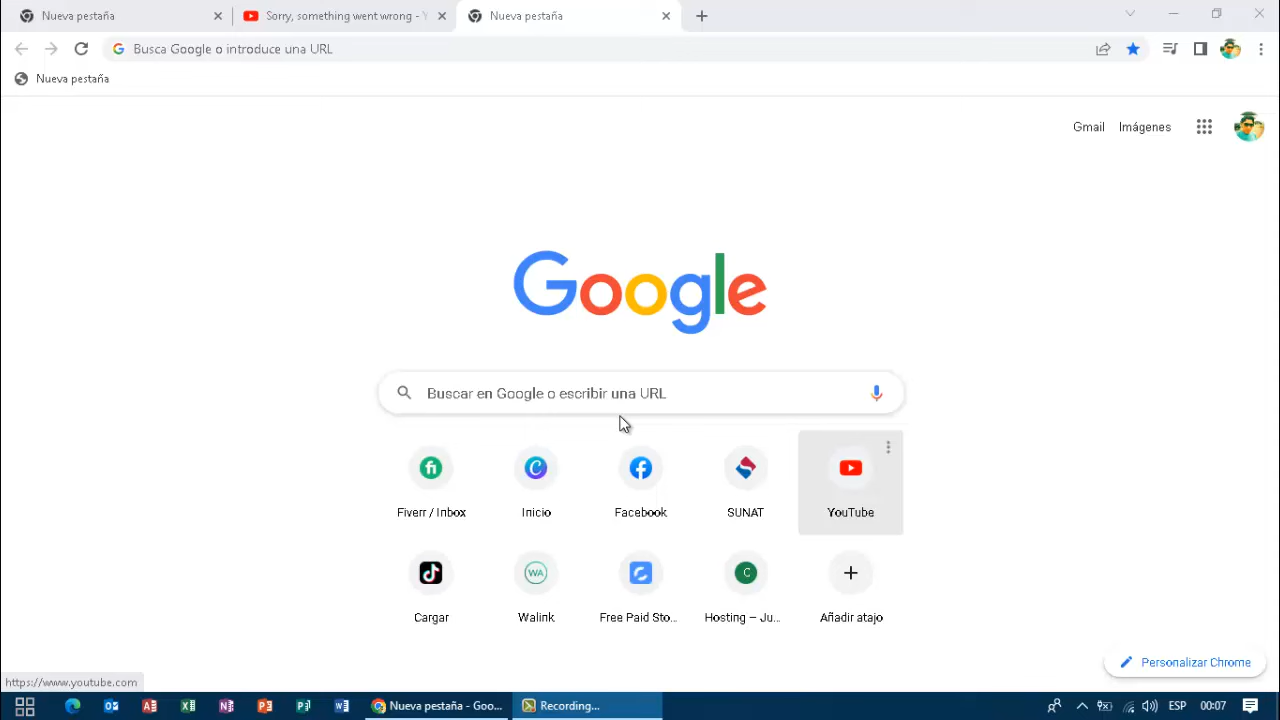 Nueva pestaña
Sorry, something went wrong - Y
Nueva pestaña
Busca Google o introduce una URL
Nueva pestaña
Gmail
Imágenes
Google
Buscar en Google o escribir una URL
Fiverr / Inbox
Inicio
Facebook
SUNAT
YouTube
WA
C
Cargar
Walink
Free Paid Sto...
Hosting – Ju...
Añadir atajo
Personalizar Chrome
https://www.youtube.com
Nueva pestaña - Goo...
Recording...
ESP
00:07